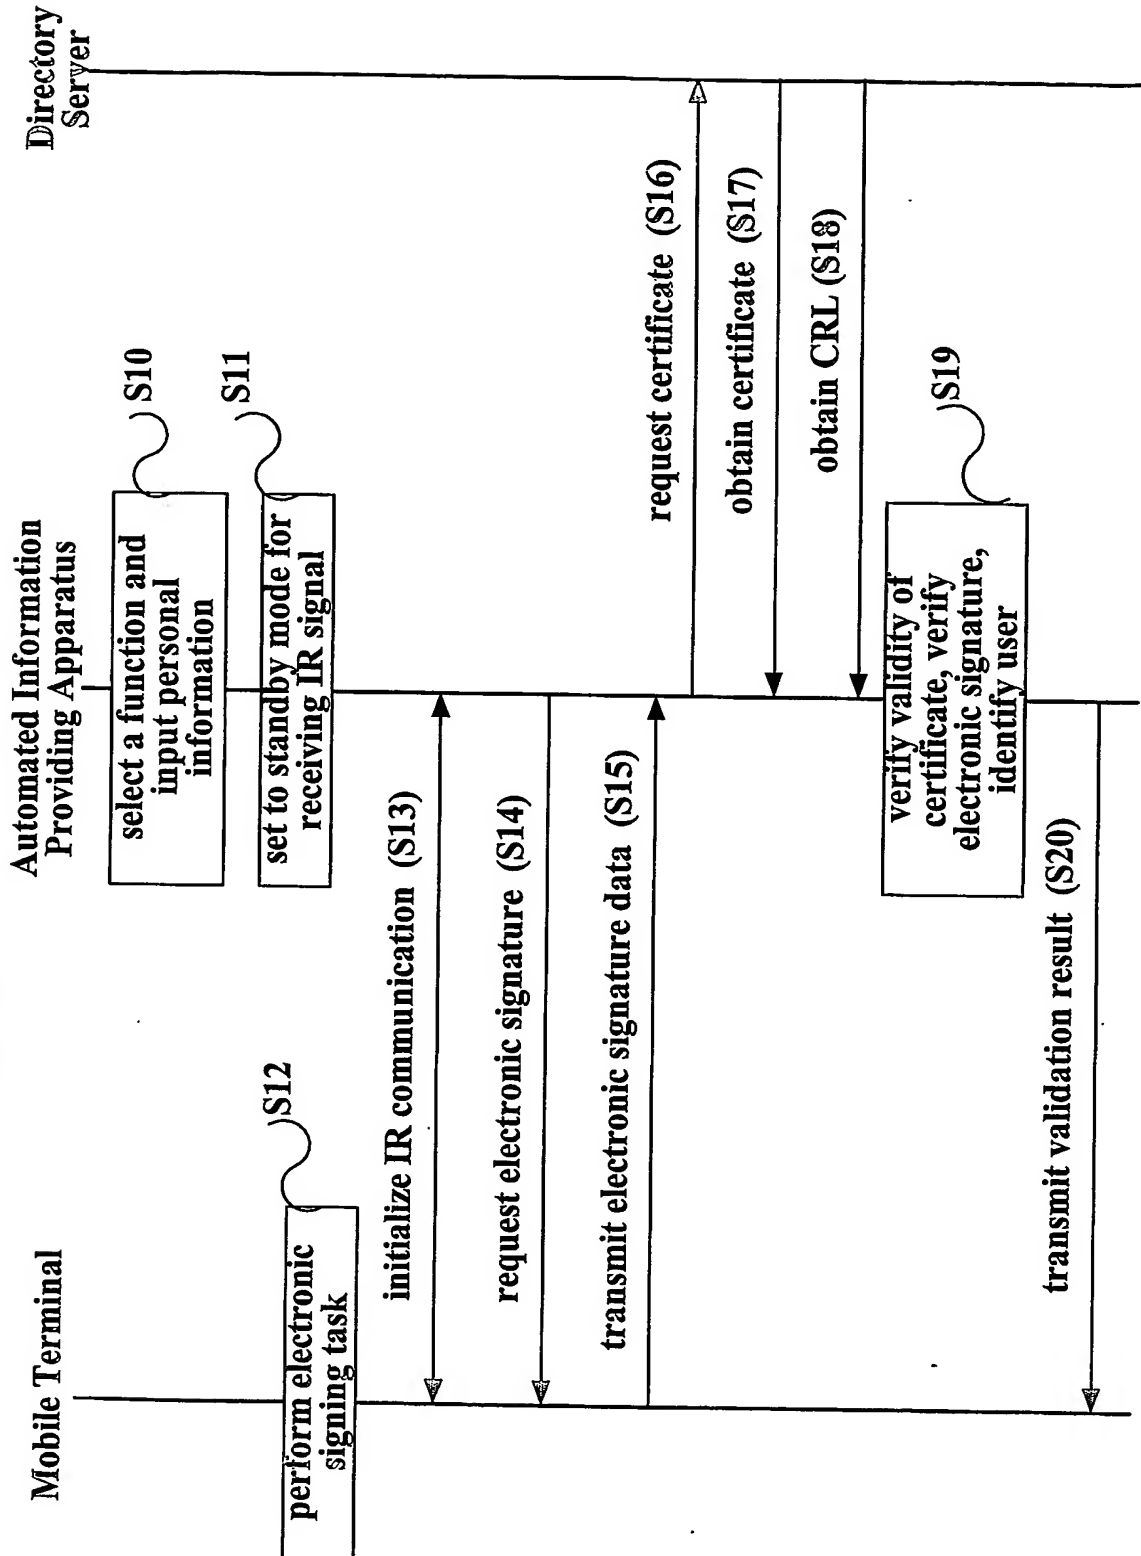 Mobile Terminal
Automated Information
Providing Apparatus
Directory
Server
select a function and
input personal
information
S10
set to standby mode for
receiving IR signal
S11
perform electronic
signing task
S12
initialize IR communication (S13)
request electronic signature (S14)
transmit electronic signature data (S15)
request certificate (S16)
obtain certificate (S17)
obtain CRL (S18)
verify validity of
certificate, verify
electronic signature,
identify user
S19
transmit validation result (S20)